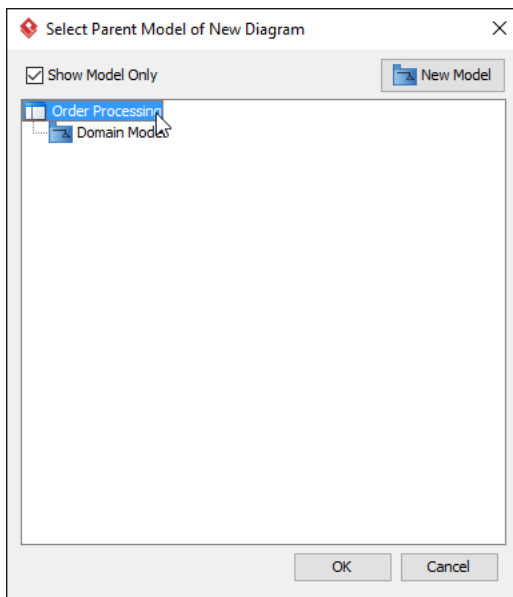 Select Parent Model of New Diagram
Show Model Only
New Model
Order Processing
Domain Model
OK
Cancel